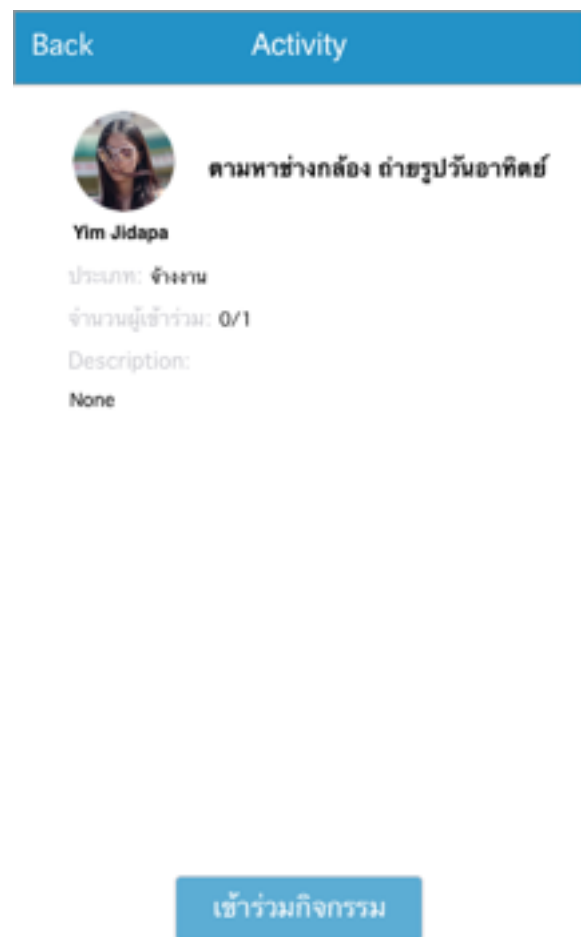 Back Activity
ตามหาช่างกล้อง ถ่ายรูปวันอาทิตย์
Yim Jidapa
ประเภท: จ้างงาน
จำนวนผู้เข้าร่วม: 0/1
Description:
None
เข้าร่วมกิจกรรม